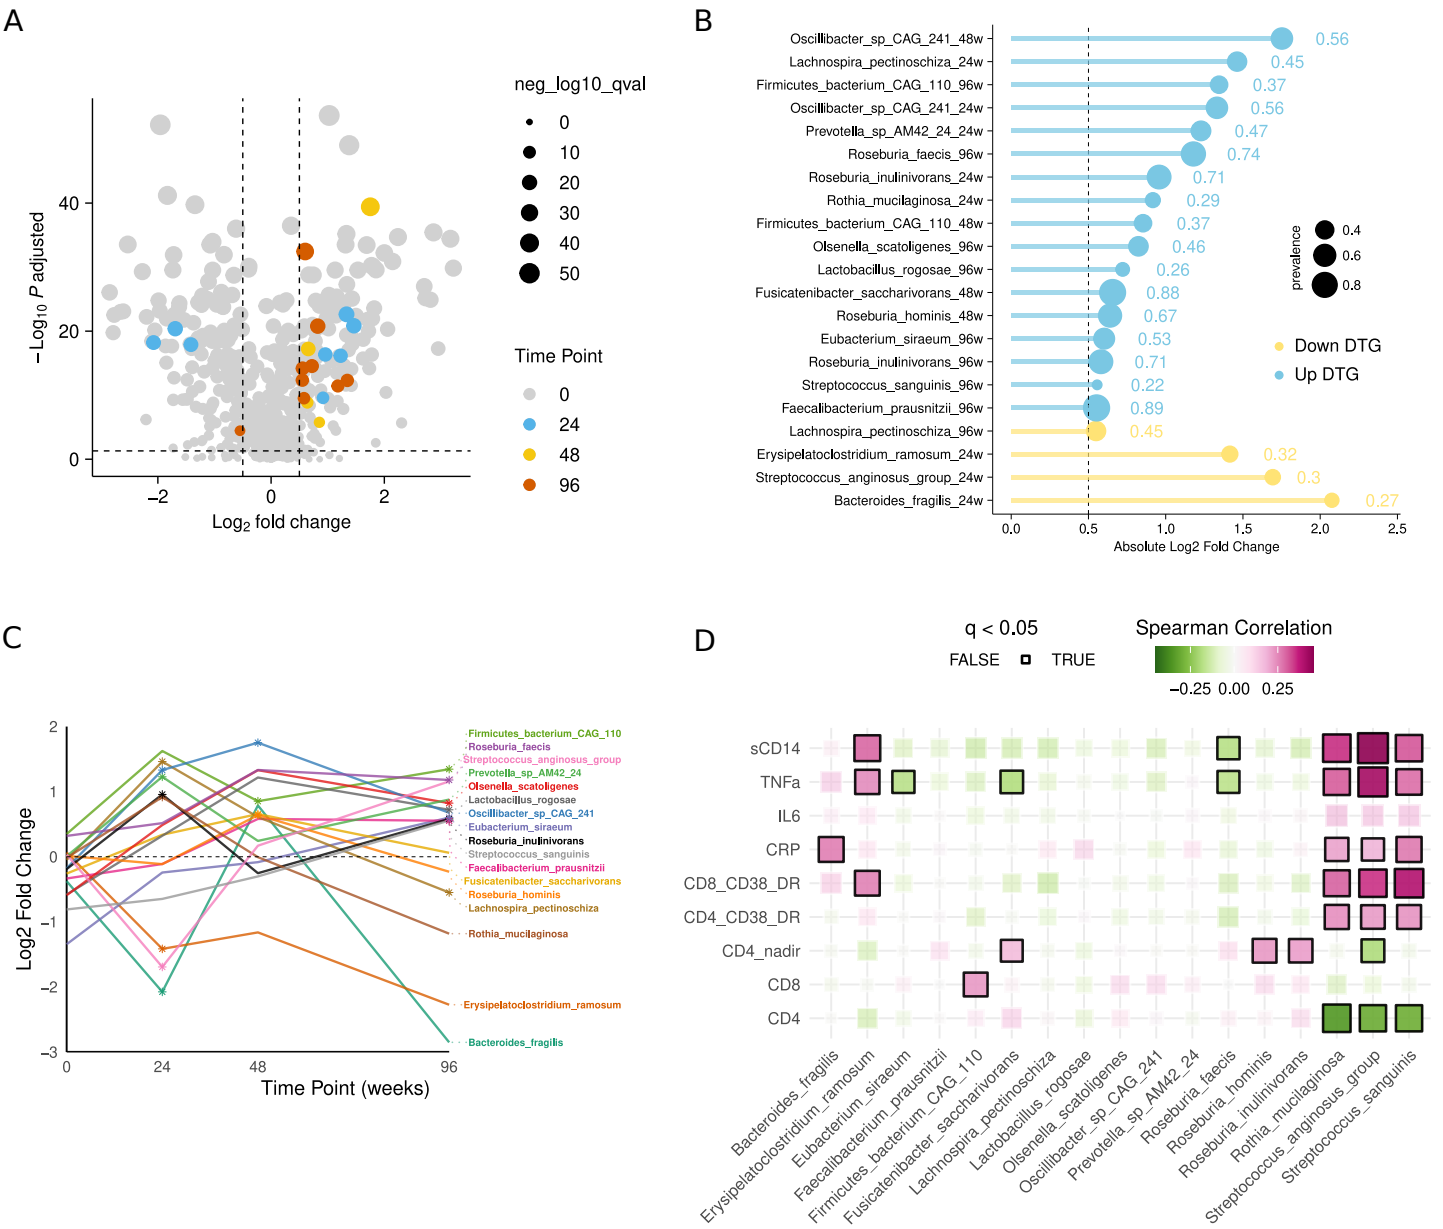 A
neg_log10_qval
0
10
20
30
40
50
Time Point
0
24
48
96
−Log10 P adjusted
40
20
0
−2
0
2
Log2 fold change
B
Oscillibacter_sp_CAG_241_48w
0.56
Lachnospira_pectinoschiza_24w
0.45
Firmicutes_bacterium_CAG_110_96w
0.37
Oscillibacter_sp_CAG_241_24w
0.56
Prevotella_sp_AM42_24_24w
0.47
Roseburia_faecis_96w
0.74
Roseburia_inulinivorans_24w
0.71
Rothia_mucilaginosa_24w
0.29
Firmicutes_bacterium_CAG_110_48w
0.37
Olsenella_scatoligenes_96w
0.46
Lactobacillus_rogosae_96w
0.26
Fusicatenibacter_saccharivorans_48w
0.88
Roseburia_hominis_48w
0.67
Eubacterium_siraeum_96w
0.53
Roseburia_inulinivorans_96w
0.71
Streptococcus_sanguinis_96w
0.22
Faecalibacterium_prausnitzii_96w
0.89
Lachnospira_pectinoschiza_96w
0.45
Erysipelatoclostridium_ramosum_24w
0.32
Streptococcus_anginosus_group_24w
0.3
Bacteroides_fragilis_24w
0.27
0.0
0.5
1.0
1.5
2.0
2.5
Absolute Log2 Fold Change
prevalence
0.4
0.6
0.8
Down DTG
Up DTG
C
Log2 Fold Change
2
1
0
−1
−2
−3
0
24
48
96
Time Point (weeks)
Firmicutes_bacterium_CAG_110
Roseburia_faecis
Streptococcus_anginosus_group
Prevotella_sp_AM42_24
Olsenella_scatoligenes
Lactobacillus_rogosae
Oscillibacter_sp_CAG_241
Eubacterium_siraeum
Roseburia_inulinivorans
Streptococcus_sanguinis
Faecalibacterium_prausnitzii
Fusicatenibacter_saccharivorans
Roseburia_hominis
Lachnospira_pectinoschiza
Rothia_mucilaginosa
Erysipelatoclostridium_ramosum
Bacteroides_fragilis
D
q < 0.05
FALSE
TRUE
Spearman Correlation
−0.25
0.00
0.25
sCD14
TNFa
IL6
CRP
CD8_CD38_DR
CD4_CD38_DR
CD4_nadir
CD8
CD4
Bacteroides_fragilis
Erysipelatoclostridium_ramosum
Eubacterium_siraeum
Faecalibacterium_prausnitzii
Firmicutes_bacterium_CAG_110
Fusicatenibacter_saccharivorans
Lachnospira_pectinoschiza
Lactobacillus_rogosae
Olsenella_scatoligenes
Oscillibacter_sp_CAG_241
Prevotella_sp_AM42_24
Roseburia_faecis
Roseburia_hominis
Roseburia_inulinivorans
Rothia_mucilaginosa
Streptococcus_anginosus_group
Streptococcus_sanguinis